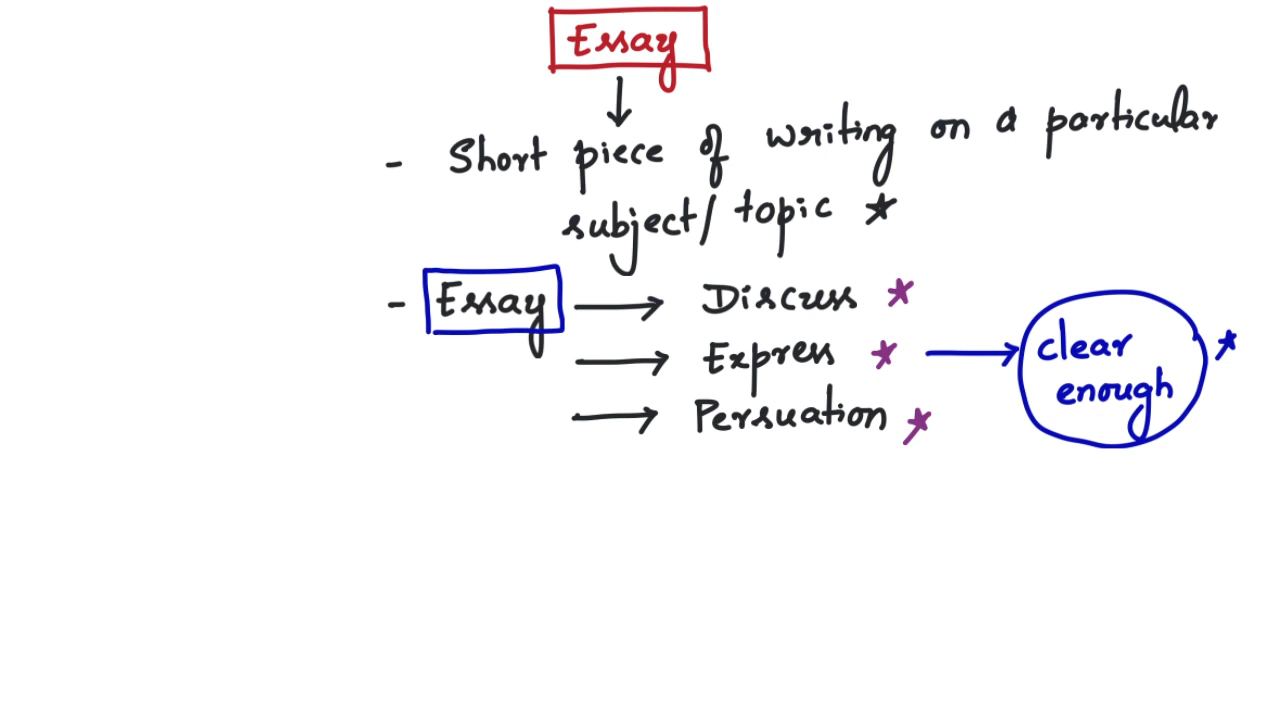 Essay
- Short piece of writing on a particular
subject/ topic *
- Essay → Discuss *
→ Express * → clear
enough *
→ Persuation *